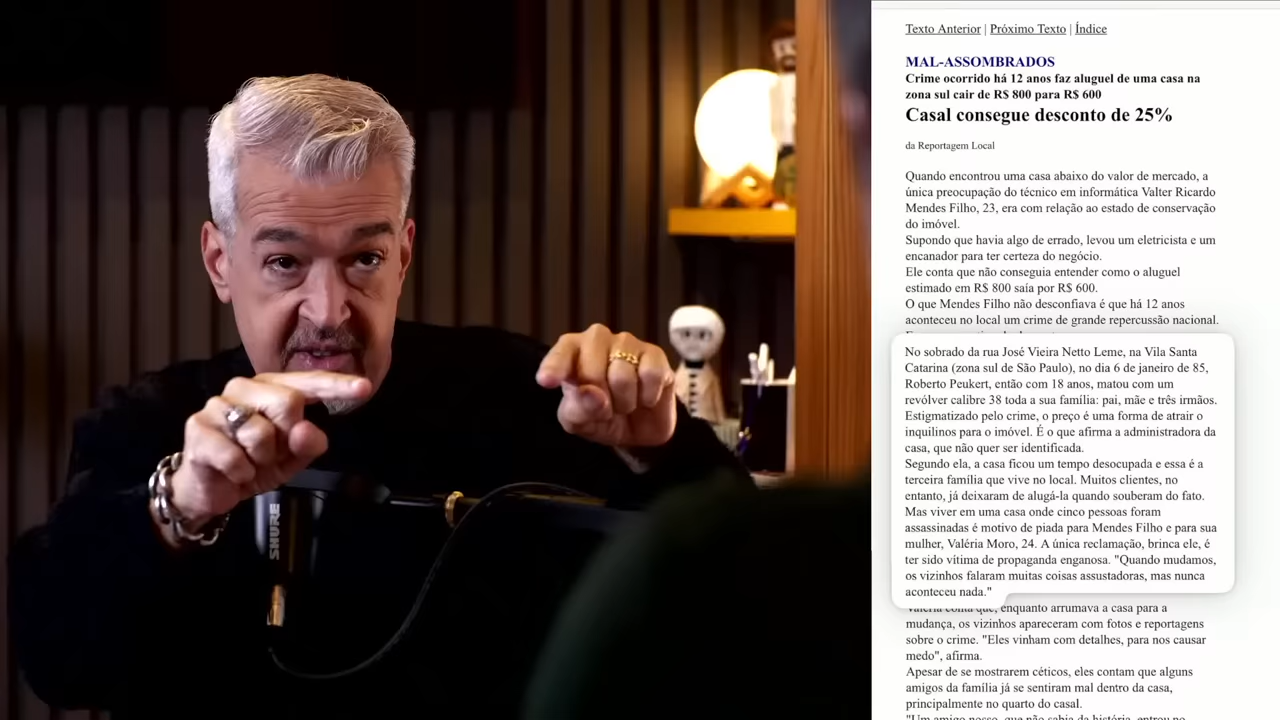 Texto Anterior | Próximo Texto | Índice
MAL-ASSOMBRADOS
Crime ocorrido há 12 anos faz aluguel de uma casa na
zona sul cair de R$ 800 para R$ 600
Casal consegue desconto de 25%
da Reportagem Local
Quando encontrou uma casa abaixo do valor de mercado, a
única preocupação do técnico em informática Valter Ricardo
Mendes Filho, 23, era com relação ao estado de conservação
do imóvel.
Supondo que havia algo de errado, levou um eletricista e um
encanador para ter certeza do negócio.
Ele conta que não conseguia entender como o aluguel
estimado em R$ 800 saía por R$ 600.
O que Mendes Filho não desconfiava é que há 12 anos
aconteceu no local um crime de grande repercussão nacional.
No sobrado da rua José Vieira Netto Leme, na Vila Santa
Catarina (zona sul de São Paulo), no dia 6 de janeiro de 85,
Roberto Peukert, então com 18 anos, matou com um
revólver calibre 38 toda a sua família: pai, mãe e três irmãos.
Estigmatizado pelo crime, o preço é uma forma de atrair o
inquilinos para o imóvel. É o que afirma a administradora da
casa, que não quer ser identificada.
Segundo ela, a casa ficou um tempo desocupada e essa é a
terceira família que vive no local. Muitos clientes, no
entanto, já deixaram de alugá-la quando souberam do fato.
Mas viver em uma casa onde cinco pessoas foram
assassinadas é motivo de piada para Mendes Filho e para sua
mulher, Valéria Moro, 24. A única reclamação, brinca ele, é
ter sido vítima de propaganda enganosa. "Quando mudamos,
os vizinhos falaram muitas coisas assustadoras, mas nunca
aconteceu nada."
Valéria conta que, enquanto arrumava a casa para a
mudança, os vizinhos apareceram com fotos e reportagens
sobre o crime. "Eles vinham com detalhes, para nos causar
medo", afirma.
Apesar de se mostrarem céticos, eles contam que alguns
amigos da família já se sentiram mal dentro da casa,
principalmente no quarto do casal.
"Um amigo nosso, que não sabia da história, entrou no
SHURE